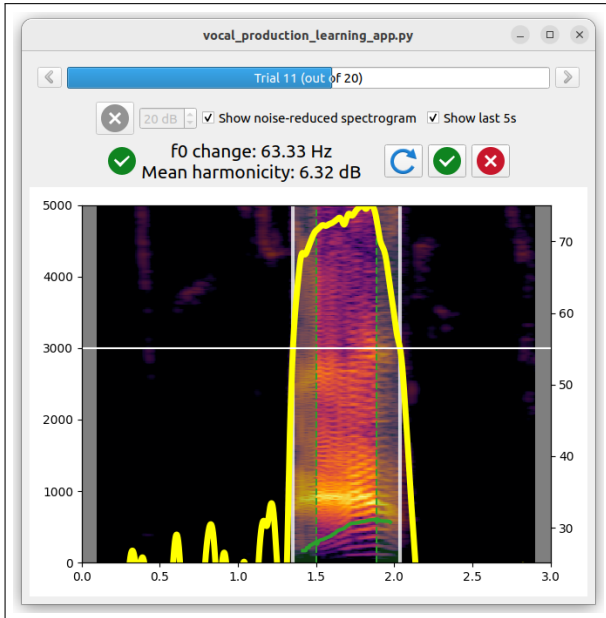 vocal_production_learning_app.py
Trial 11 (out of 20)
20 dB Show noise-reduced spectrogram Show last 5s
f0 change: 63.33 Hz
Mean harmonicity: 6.32 dB
5000
70
4000
60
3000
50
2000
40
1000
30
0
0.0 0.5 1.0 1.5 2.0 2.5 3.0